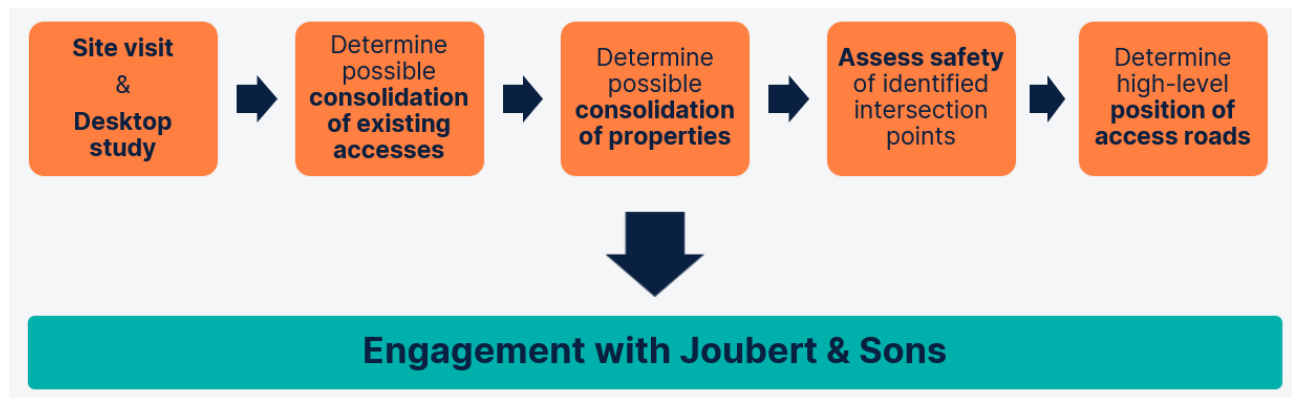 Site visit
&
Desktop
study
Determine
possible
consolidation
of existing
accesses
Determine
possible
consolidation
of properties
Assess safety
of identified
intersection
points
Determine
high-level
position of
access roads
Engagement with Joubert & Sons